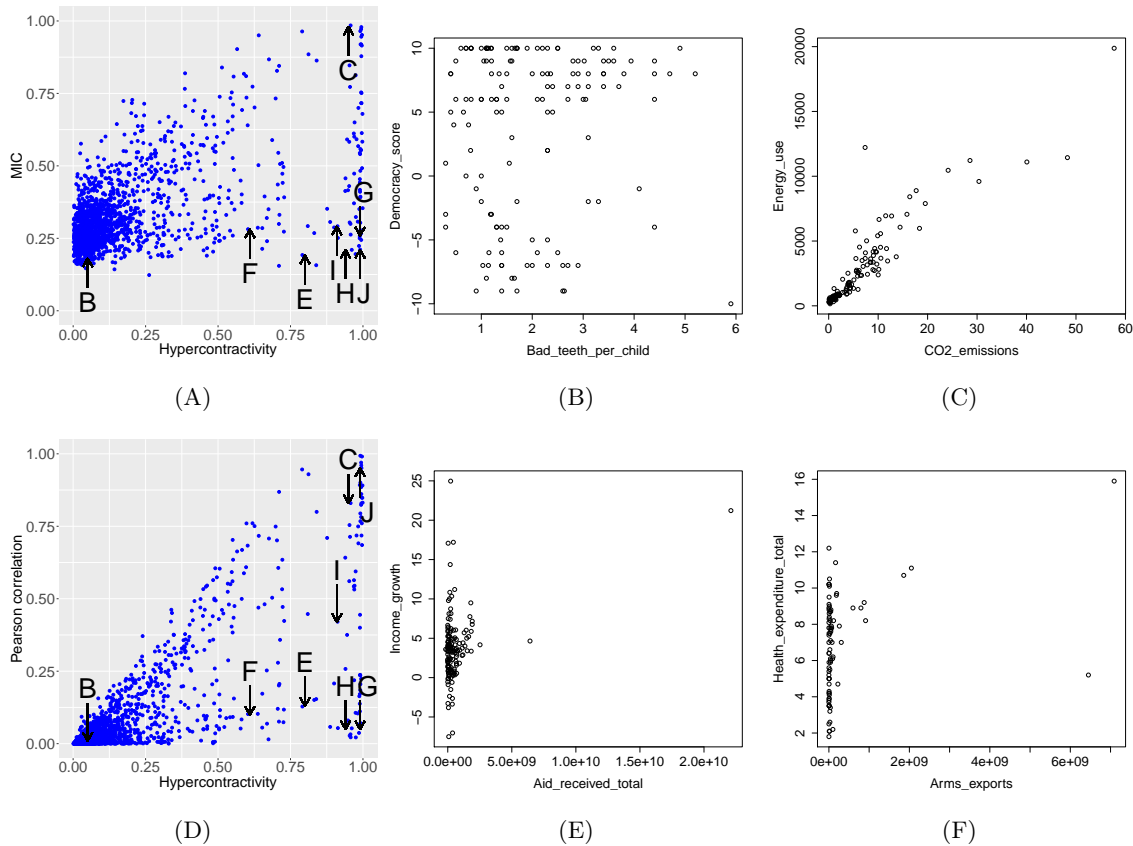 1.00
0.75
0.50
0.25
0.00
MIC
C
G
B
F
E
I
H
J
0.00 0.25 0.50 0.75 1.00
Hypercontractivity
(A)
10
5
0
−5
−10
Democracy_score
1 2 3 4 5 6
Bad_teeth_per_child
(B)
20000
15000
10000
5000
0
Energy_use
0 10 20 30 40 50 60
CO2_emissions
(C)
1.00
0.75
0.50
0.25
0.00
Pearson correlation
C
J
I
B
F
E
H
G
0.00 0.25 0.50 0.75 1.00
Hypercontractivity
(D)
25
20
15
10
5
0
−5
Income_growth
0.0e+00 5.0e+09 1.0e+10 2.0e+10
Aid_received_total
(E)
16
14
12
10
8
6
4
2
Health_expenditure_total
0e+00 2e+09 4e+09 6e+09
Arms_exports
(F)